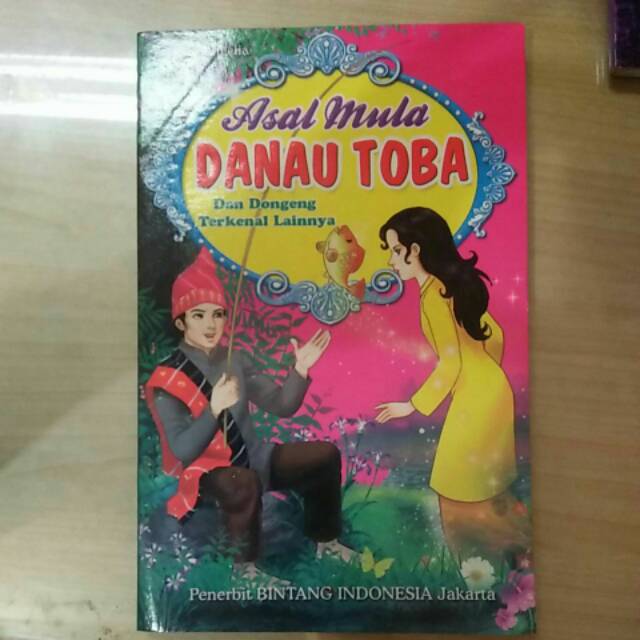 Asal Mula
DANAU TOBA
Dan Dongeng
Terkenal Lainnya
Penerbit BINTANG INDONESIA Jakarta